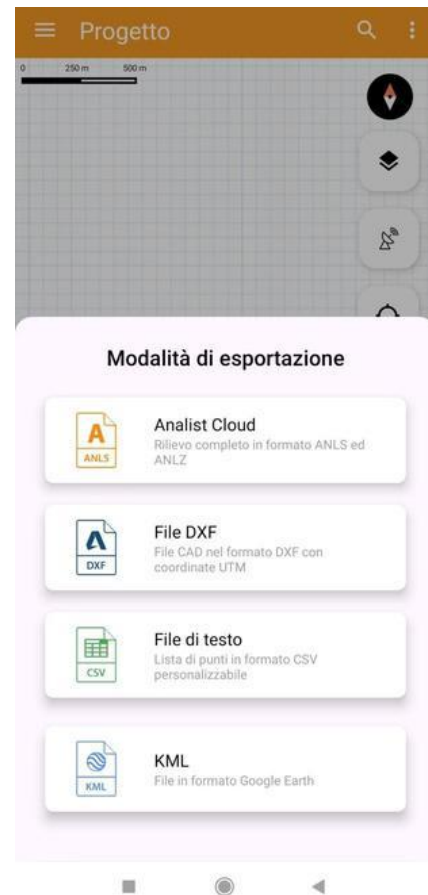 Progetto
0 250 m 500 m
Modalità di esportazione
A
ANLS
Analist Cloud
Rilievo completo in formato ANLS ed
ANLZ
DXF
File DXF
File CAD nel formato DXF con
coordinate UTM
CSV
File di testo
Lista di punti in formato CSV
personalizzabile
KML
KML
File in formato Google Earth